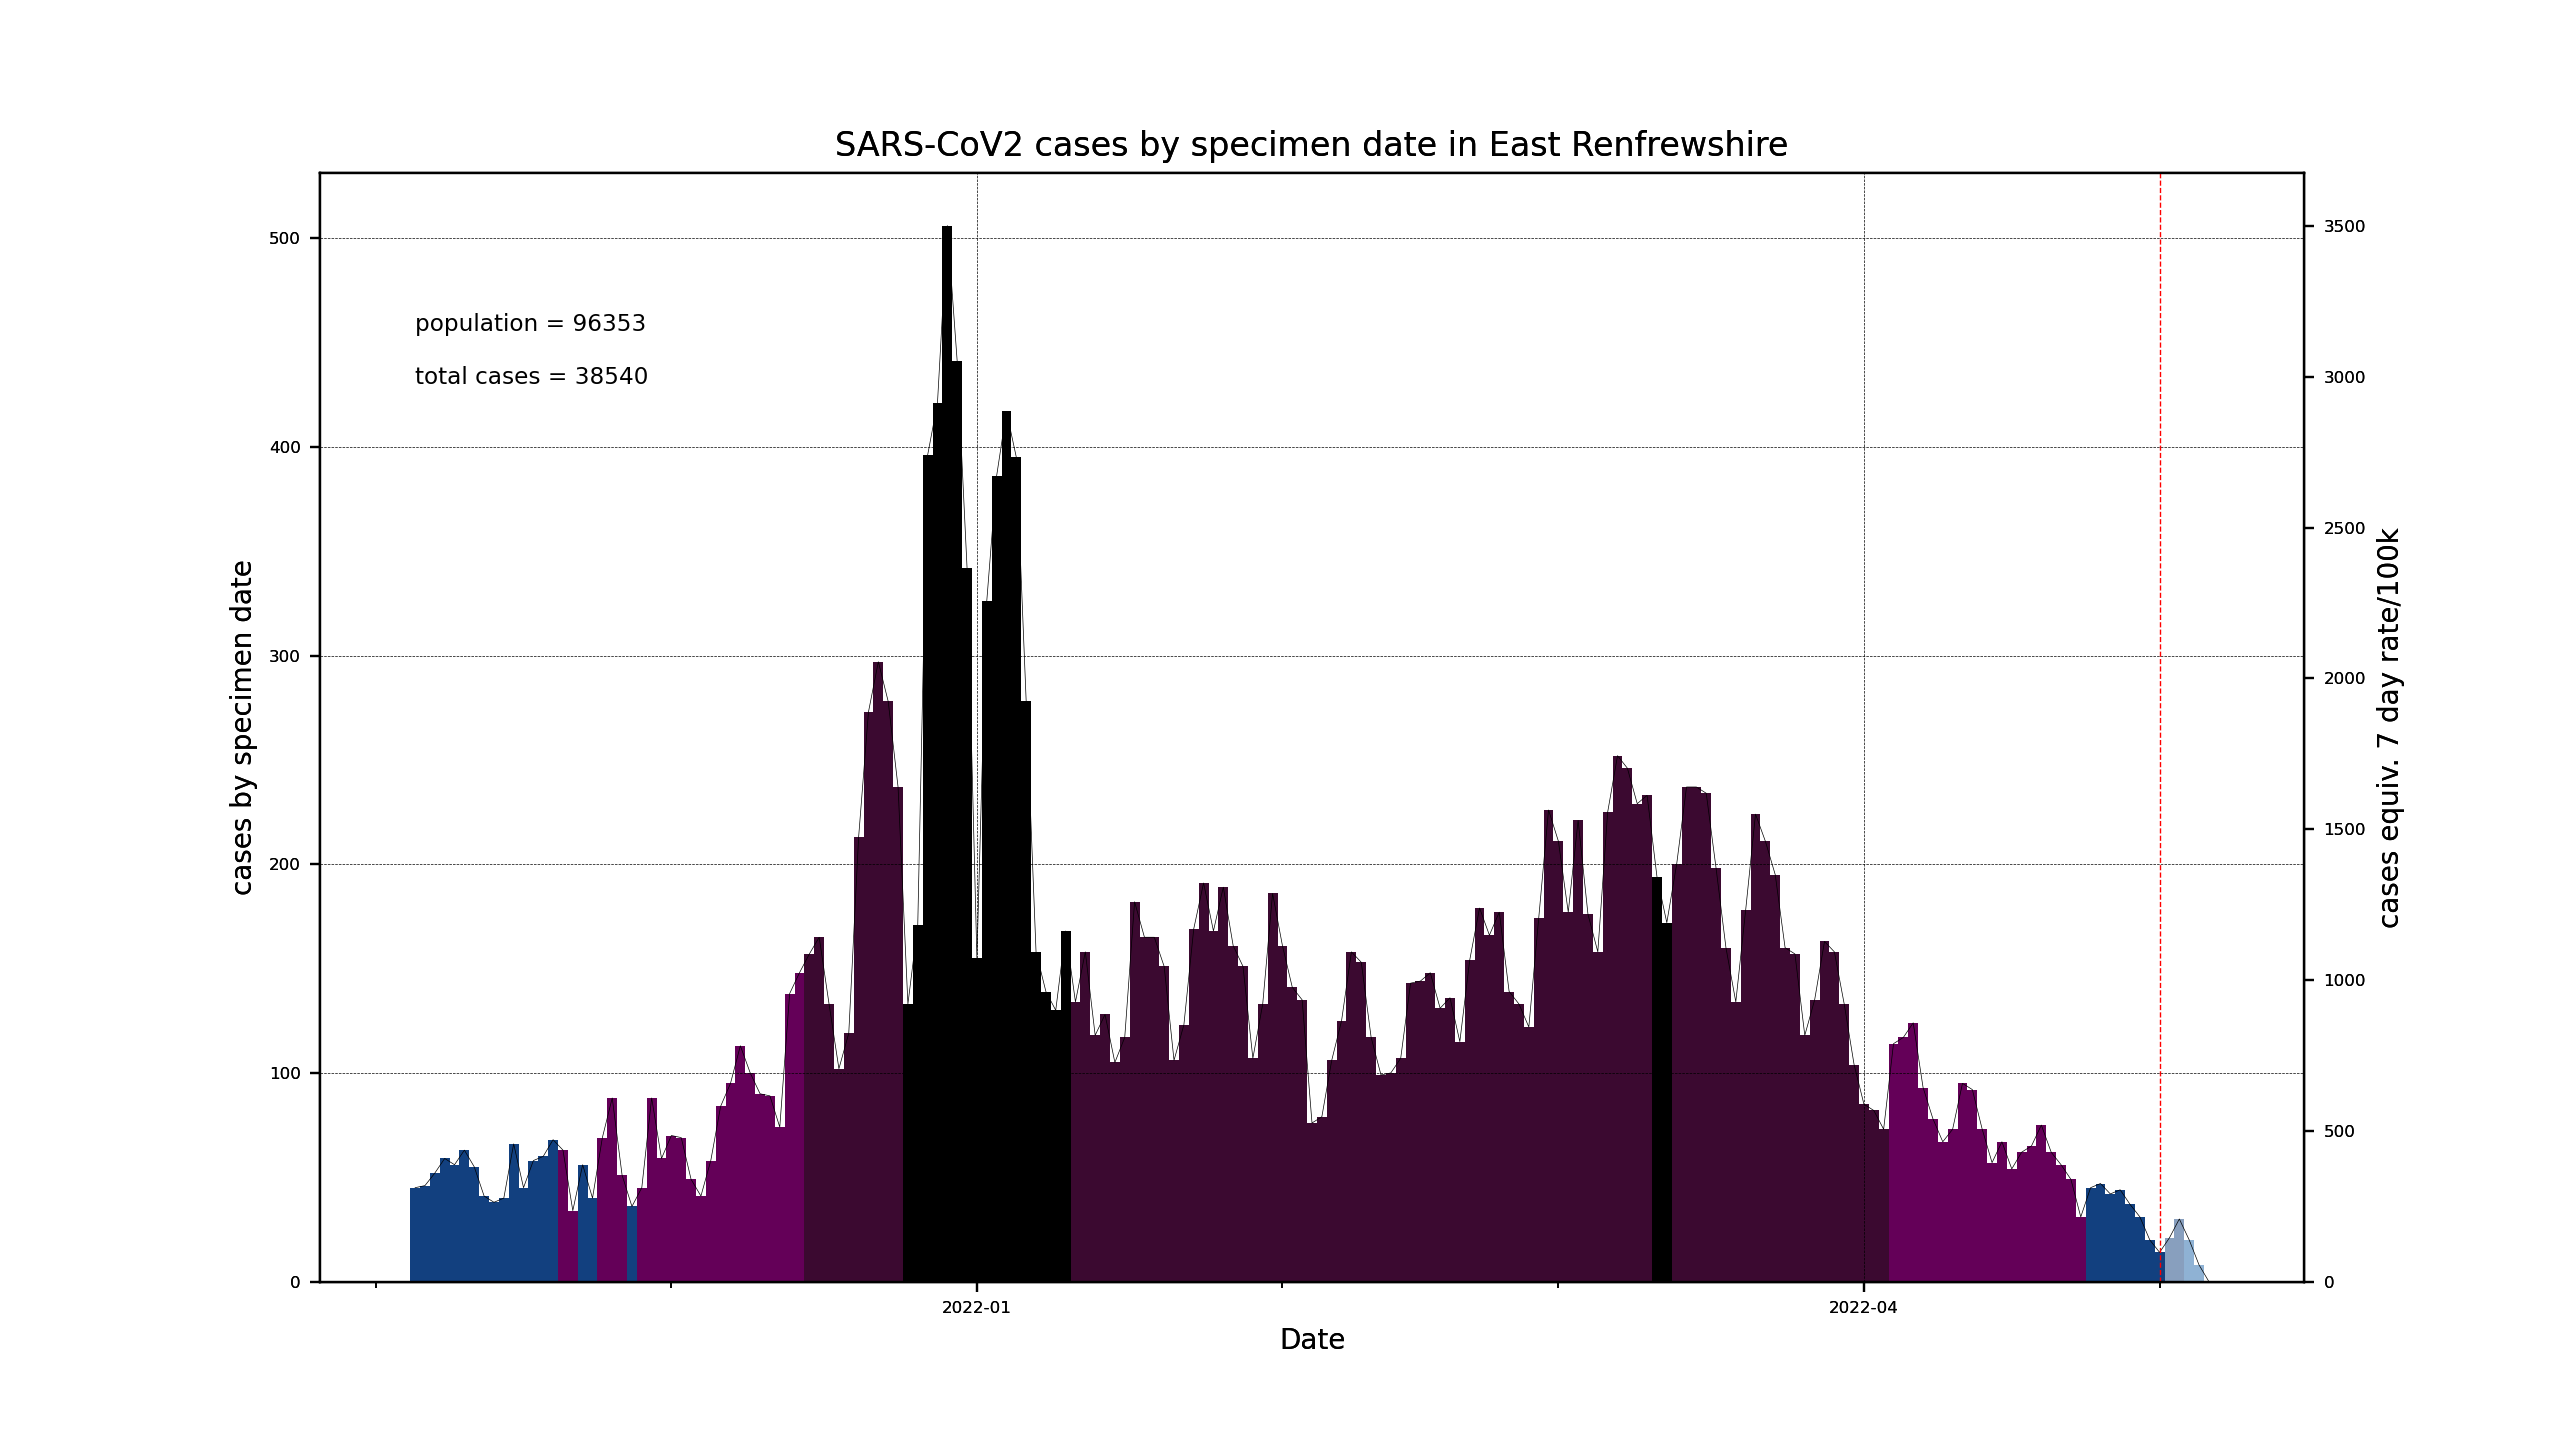 SARS-CoV2 cases by specimen date in East Renfrewshire
population = 96353
total cases = 38540
cases by specimen date
500
400
300
200
100
0
3500
3000
2500
2000
1500
1000
500
0
cases equiv. 7 day rate/100k
2022-01
2022-04
Date